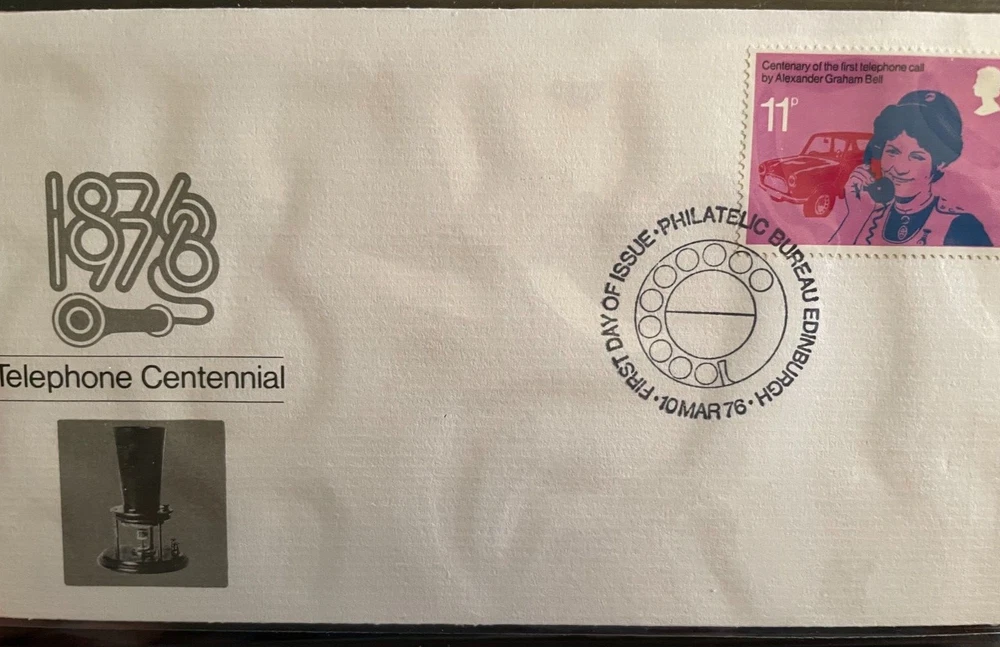 Centenary of the first telephone call
by Alexander Graham Bell
11P
1876
1976
Telephone Centennial
FIRST DAY OF ISSUE · PHILATELIC BUREAU EDINBURGH ·
10 MAR 76